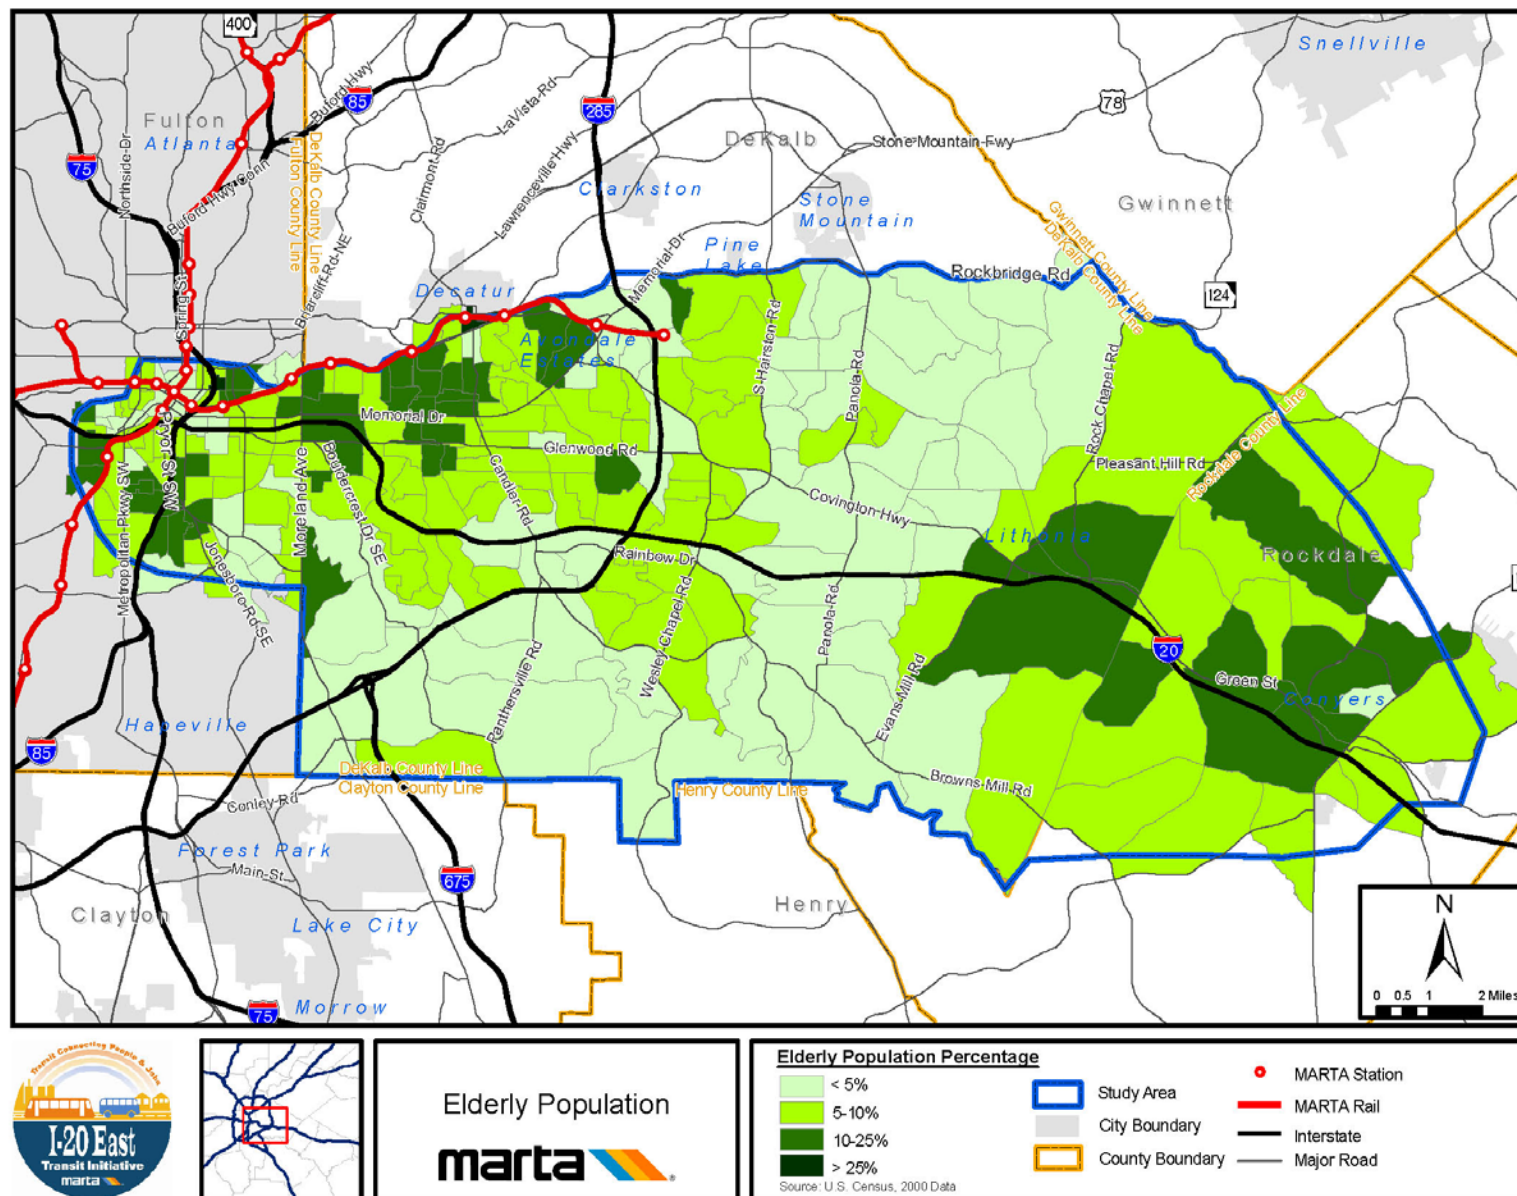 400
Snellville
Buford Hwy
85
78
LaVista-Rd
285
Fulton
Atlanta
DeKalb
Stone-Mountain-Fwy
75
Northside-Dr
DeKalb County Line
Fulton County Line
Clairmont-Rd
Lawrenceville Hwy
Buford Hwy Conn
Clarkston
Stone
Mountain
Gwinnett
Gwinnett County Line
DeKalb County Line
Pine
Lake
Memorial-Dr
Briarcliff-Rd-NE
Rockbridge Rd
Decatur
124
Spring-St
Avondale
Estates
S-Hairston-Rd
Panola-Rd
Rock-Chapel-Rd
Memorial Dr
Rockdale County Line
Pryor-St-SW
Glenwood Rd
Pleasant Hill Rd
Metropolitan-Pkwy-SW
Moreland-Ave
Bouldercrest-Dr-SE
Candler-Rd
Covington-Hwy
Lithonia
Rockdale
Jonesboro-Rd-SE
Rainbow Dr
Wesley-Chapel-Rd
Panola-Rd
20
Evans-Mill-Rd
Green St
Conyers
Panthersville Rd
Hapeville
85
DeKalb County Line
Clayton County Line
Henry County Line
Browns-Mill-Rd
Conley Rd
Forest Park
Main-St
675
Clayton
Henry
Lake City
Morrow
75
N
0 0.5 1 2 Miles
Transit Connecting People & Jobs
I-20 East
Transit Initiative
marta
Elderly Population
marta
Elderly Population Percentage
< 5%
5-10%
10-25%
> 25%
Source: U.S. Census, 2000 Data
Study Area
City Boundary
County Boundary
MARTA Station
MARTA Rail
Interstate
Major Road